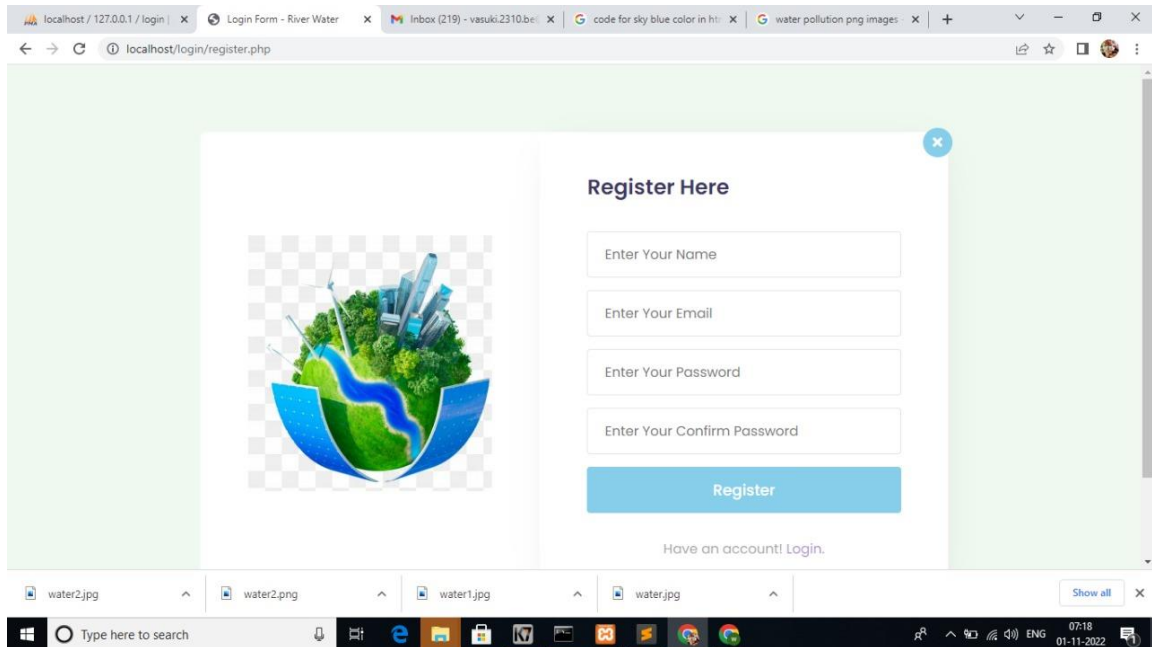 localhost / 127.0.0.1 / login |
Login Form - River Water
Inbox (219) - vasuki.2310.be
code for sky blue color in ht
water pollution png images
localhost/login/register.php
Register Here
Enter Your Name
Enter Your Email
Enter Your Password
Enter Your Confirm Password
Register
Have an account! Login.
water2.jpg
water2.png
water1.jpg
water.jpg
Show all
Type here to search
ENG
07:18
01-11-2022